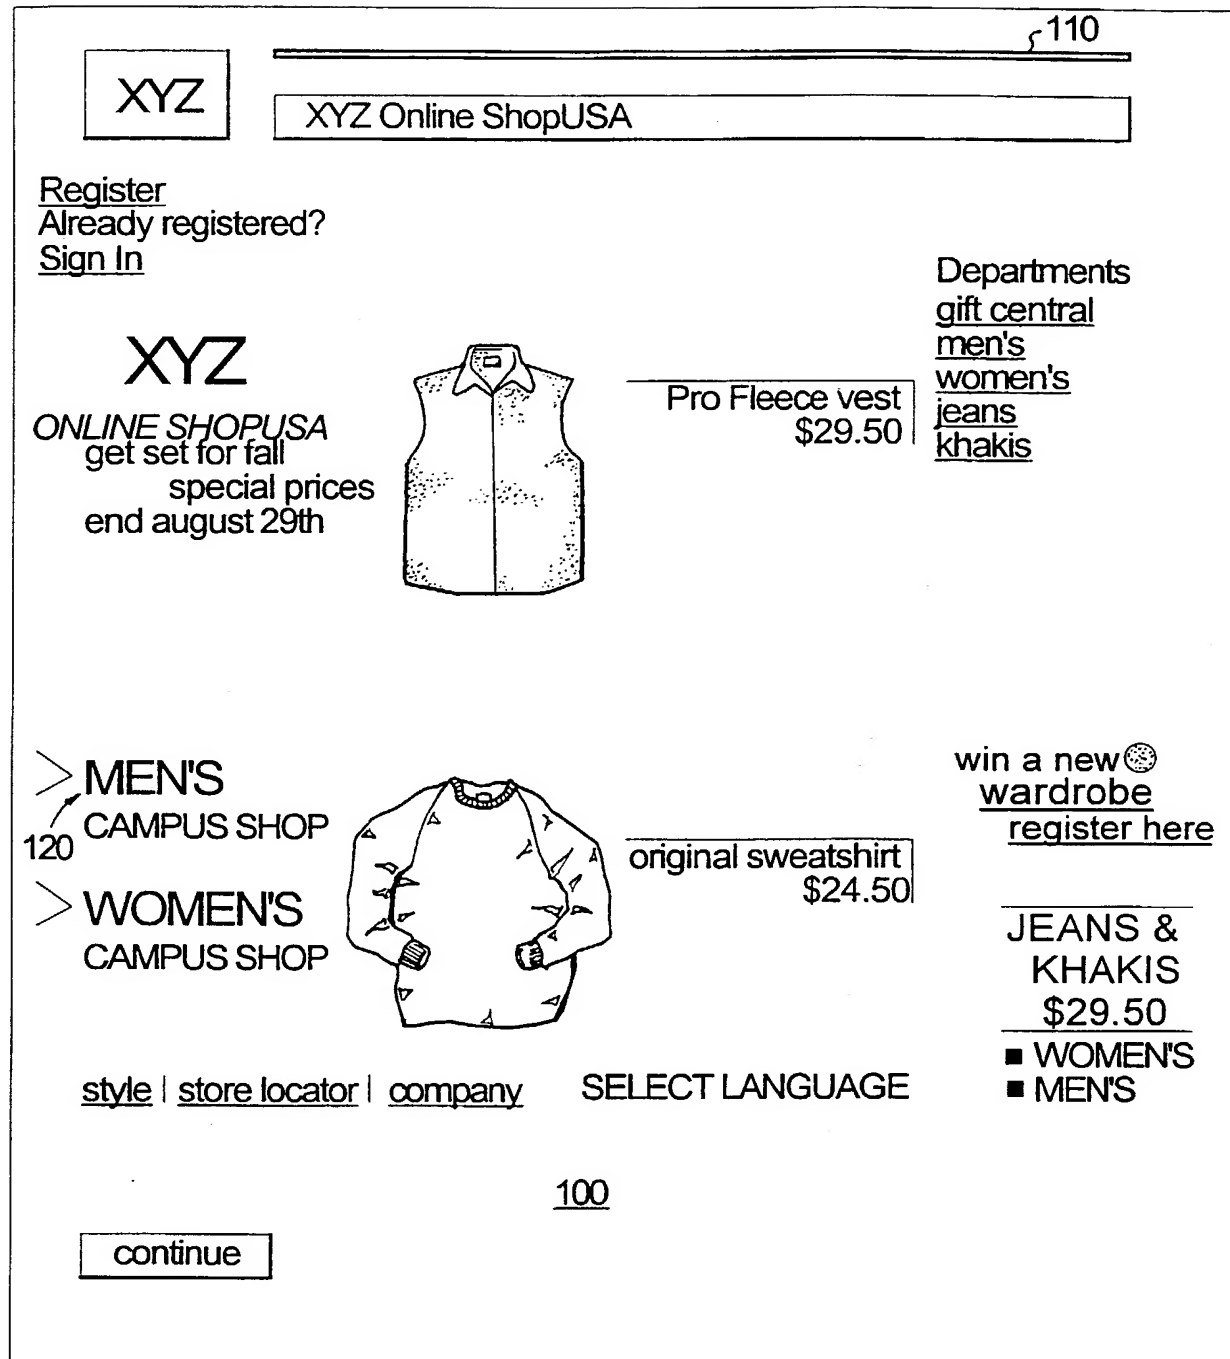 110
XYZ
XYZ Online ShopUSA
Register
Already registered?
Sign In
Departments
gift central
men's
women's
jeans
khakis
XYZ
ONLINE SHOPUSA
get set for fall
special prices
end august 29th
Pro Fleece vest
$29.50
MEN'S
CAMPUS SHOP
120
WOMEN'S
CAMPUS SHOP
original sweatshirt
$24.50
win a new
wardrobe
register here
JEANS &
KHAKIS
$29.50
■ WOMEN'S
■ MEN'S
style | store locator | company
SELECT LANGUAGE
100
continue